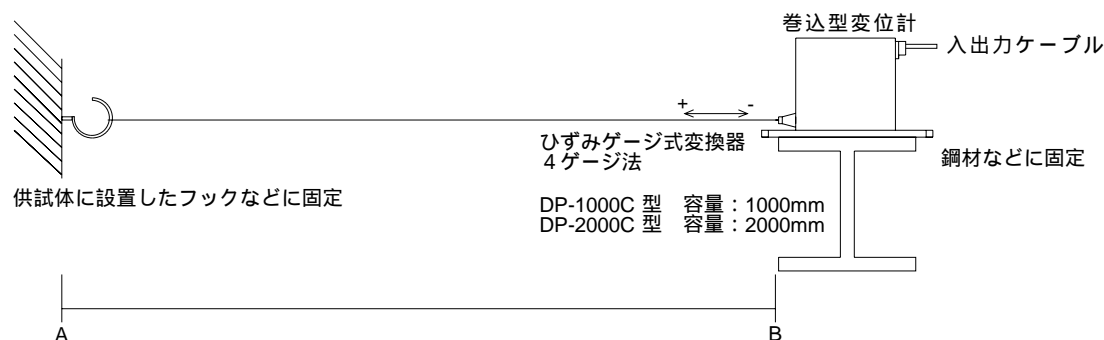 巻込型変位計
入出力ケーブル
+ -
ひずみゲージ式変換器
4ゲージ法
鋼材などに固定
供試体に設置したフックなどに固定
DP-1000C 型 容量：1000mm
DP-2000C 型 容量：2000mm
A B